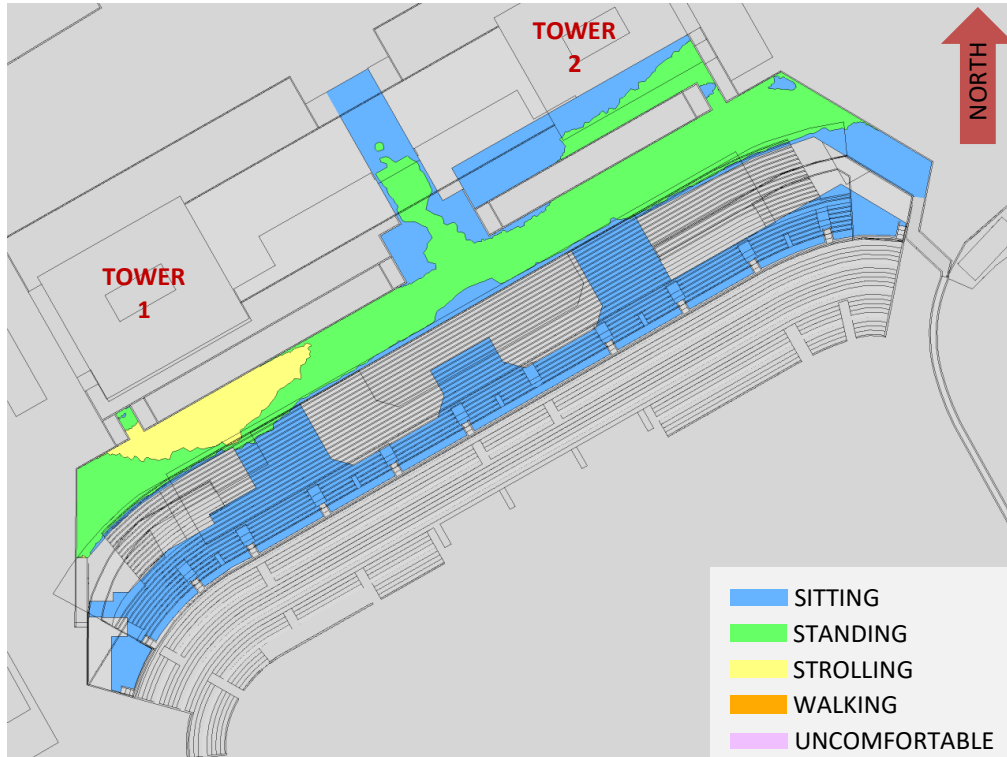 TOWER
2
NORTH
TOWER
1
SITTING
STANDING
STROLLING
WALKING
UNCOMFORTABLE